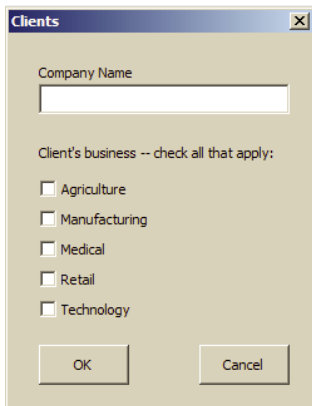 Clients
Company Name
Client's business -- check all that apply:
Agriculture
Manufacturing
Medical
Retail
Technology
OK Cancel